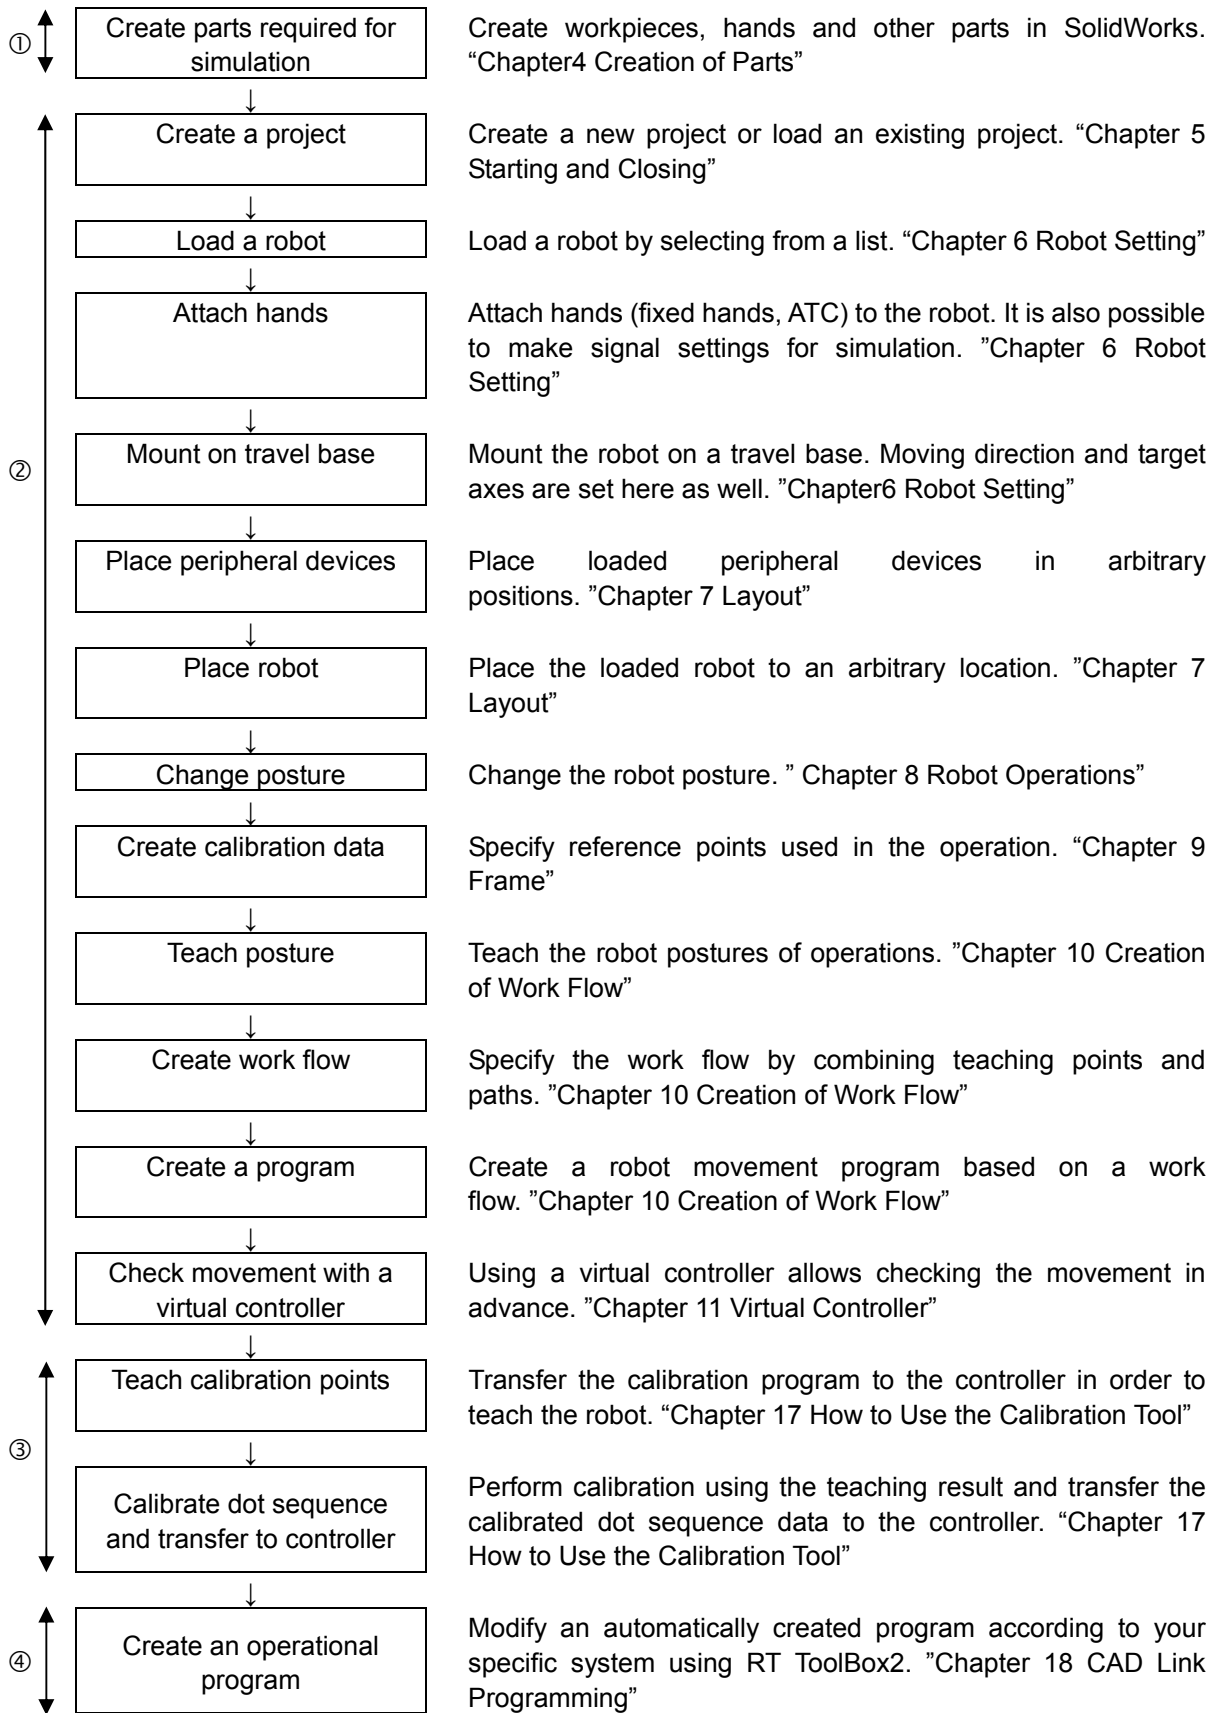 ①
Create parts required for
simulation
Create workpieces, hands and other parts in SolidWorks.
“Chapter4 Creation of Parts”
↓
②
Create a project
Create a new project or load an existing project. “Chapter 5
Starting and Closing”
↓
Load a robot
Load a robot by selecting from a list. “Chapter 6 Robot Setting”
↓
Attach hands
Attach hands (fixed hands, ATC) to the robot. It is also possible
to make signal settings for simulation. ”Chapter 6 Robot
Setting”
↓
Mount on travel base
Mount the robot on a travel base. Moving direction and target
axes are set here as well. ”Chapter6 Robot Setting”
↓
Place peripheral devices
Place loaded peripheral devices in arbitrary
positions. ”Chapter 7 Layout”
↓
Place robot
Place the loaded robot to an arbitrary location. ”Chapter 7
Layout”
↓
Change posture
Change the robot posture. ” Chapter 8 Robot Operations”
↓
Create calibration data
Specify reference points used in the operation. “Chapter 9
Frame”
↓
Teach posture
Teach the robot postures of operations. ”Chapter 10 Creation
of Work Flow”
↓
Create work flow
Specify the work flow by combining teaching points and
paths. ”Chapter 10 Creation of Work Flow”
↓
Create a program
Create a robot movement program based on a work
flow. ”Chapter 10 Creation of Work Flow”
↓
Check movement with a
virtual controller
Using a virtual controller allows checking the movement in
advance. ”Chapter 11 Virtual Controller”
↓
③
Teach calibration points
Transfer the calibration program to the controller in order to
teach the robot. “Chapter 17 How to Use the Calibration Tool”
↓
Calibrate dot sequence
and transfer to controller
Perform calibration using the teaching result and transfer the
calibrated dot sequence data to the controller. “Chapter 17
How to Use the Calibration Tool”
↓
④
Create an operational
program
Modify an automatically created program according to your
specific system using RT ToolBox2. ”Chapter 18 CAD Link
Programming”